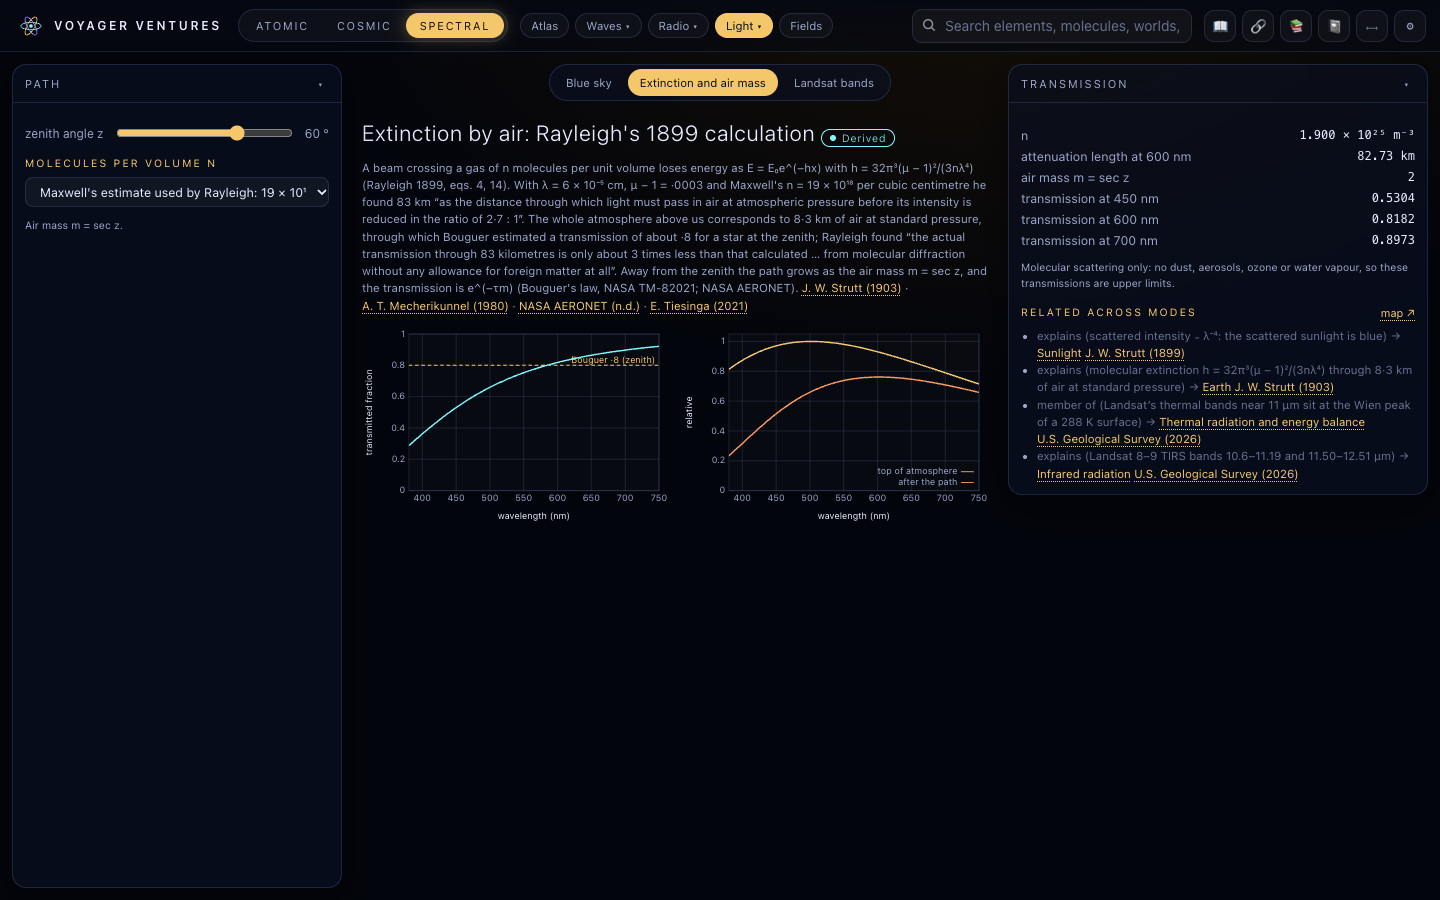 VOYAGER VENTURES
ATOMIC
COSMIC
SPECTRAL
Atlas
Waves
Radio
Light
Fields
Search elements, molecules, worlds,
PATH
zenith angle z
60 °
MOLECULES PER VOLUME N
Maxwell's estimate used by Rayleigh: 19 × 10¹
Air mass m = sec z.
Blue sky
Extinction and air mass
Landsat bands
Extinction by air: Rayleigh's 1899 calculation
Derived
A beam crossing a gas of n molecules per unit volume loses energy as E = E₀e^(−hx) with h = 32π³(μ − 1)²/(3nλ⁴)
(Rayleigh 1899, eqs. 4, 14). With λ = 6 × 10⁻⁵ cm, μ − 1 = ·0003 and Maxwell's n = 19 × 10¹⁸ per cubic centimetre he
found 83 km “as the distance through which light must pass in air at atmospheric pressure before its intensity is
reduced in the ratio of 2·7 : 1”. The whole atmosphere above us corresponds to 8·3 km of air at standard pressure,
through which Bouguer estimated a transmission of about ·8 for a star at the zenith; Rayleigh found “the actual
transmission through 83 kilometres is only about 3 times less than that calculated … from molecular diffraction
without any allowance for foreign matter at all”. Away from the zenith the path grows as the air mass m = sec z, and
the transmission is e^(−τm) (Bouguer's law, NASA TM-82021; NASA AERONET). J. W. Strutt (1903) ·
A. T. Mecherikunnel (1980) · NASA AERONET (n.d.) · E. Tiesinga (2021)
1
0.8
0.6
0.4
0.2
0
transmitted fraction
Bouguer ·8 (zenith)
400 450 500 550 600 650 700 750
wavelength (nm)
1
0.8
0.6
0.4
0.2
0
relative
top of atmosphere
after the path
400 450 500 550 600 650 700 750
wavelength (nm)
TRANSMISSION
n 1.900 × 10²⁵ m⁻³
attenuation length at 600 nm 82.73 km
air mass m = sec z 2
transmission at 450 nm 0.5304
transmission at 600 nm 0.8182
transmission at 700 nm 0.8973
Molecular scattering only: no dust, aerosols, ozone or water vapour, so these
transmissions are upper limits.
RELATED ACROSS MODES
map ↗
explains (scattered intensity ∝ λ⁻⁴: the scattered sunlight is blue) →
Sunlight J. W. Strutt (1899)
explains (molecular extinction h = 32π³(μ − 1)²/(3nλ⁴) through 8·3 km
of air at standard pressure) → Earth J. W. Strutt (1903)
member of (Landsat's thermal bands near 11 μm sit at the Wien peak
of a 288 K surface) → Thermal radiation and energy balance
U.S. Geological Survey (2026)
explains (Landsat 8–9 TIRS bands 10.6–11.19 and 11.50–12.51 μm) →
Infrared radiation U.S. Geological Survey (2026)